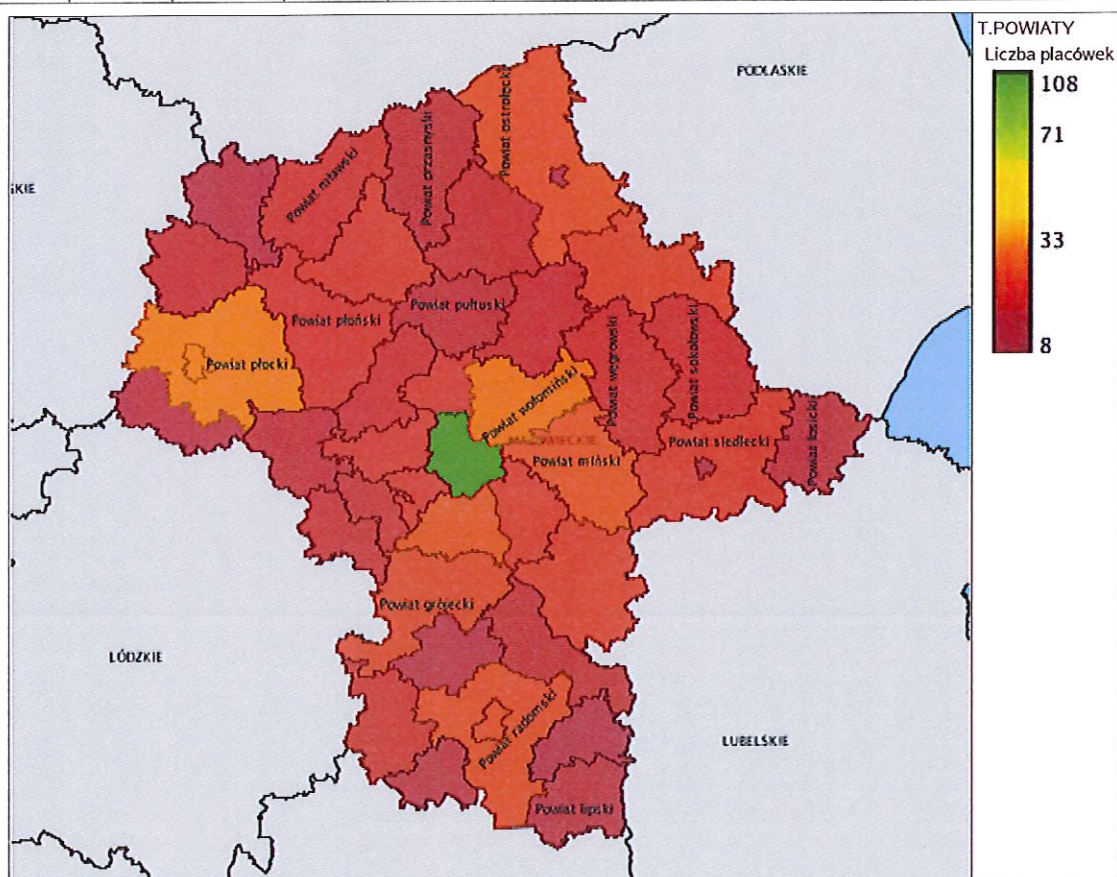 T.POWIATY
Liczba placówek
108
71
33
8
PODLASKIE
Powiat ostrołęcki
Powiat przasnyski
Powiat mławski
KIE
Powiat pułtuski
Powiat płoński
Powiat płocki
Powiat węgrowski
Powiat sokołowski
Powiat wołomiński
MAZOWIECKIE
Powiat siedlecki
Powiat łosicki
Powiat miński
Powiat grójecki
ŁÓDZKIE
Powiat radomski
LUBELSKIE
Powiat lipski